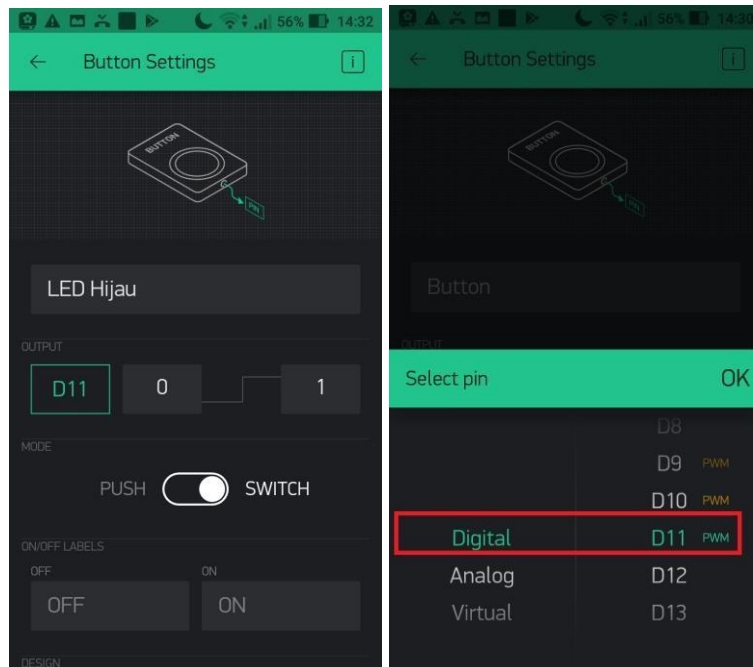 56% 14:32
Button Settings
BUTTON
PIN
LED Hijau
OUTPUT
D11 0 1
MODE
PUSH SWITCH
ON/OFF LABELS
OFF ON
OFF ON
DESIGN
56% 14:30
Button Settings
BUTTON
PIN
Button
OUTPUT
Select pin OK
D8
D9 PWM
D10 PWM
Digital D11 PWM
Analog D12
Virtual D13